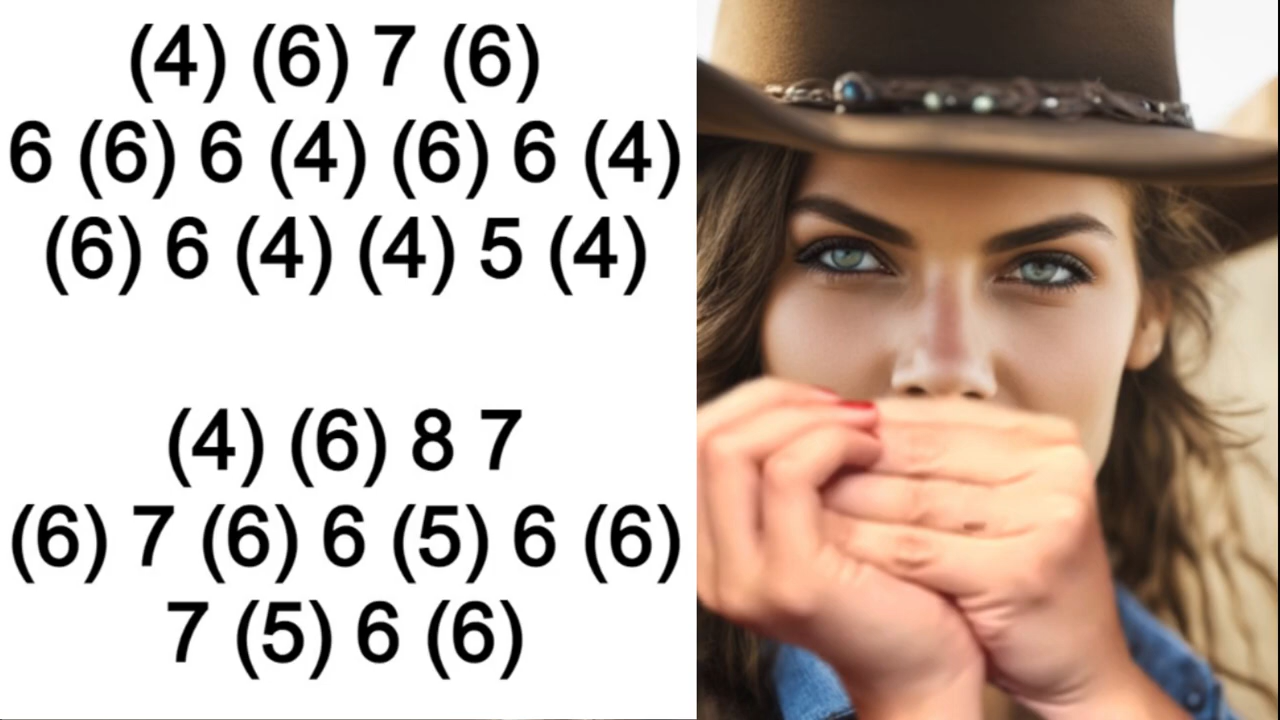 (4) (6) 7 (6)
6 (6) 6 (4) (6) 6 (4)
(6) 6 (4) (4) 5 (4)
(4) (6) 8 7
(6) 7 (6) 6 (5) 6 (6)
7 (5) 6 (6)